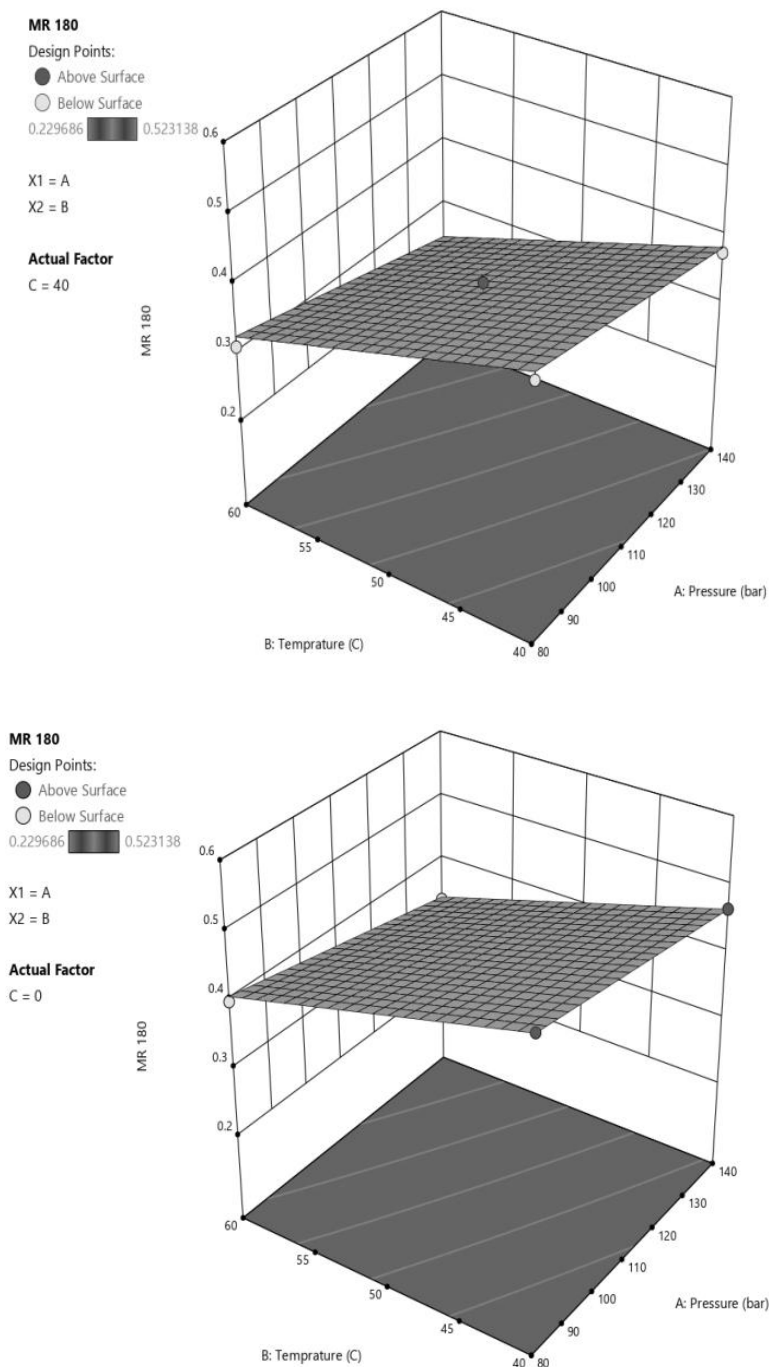 MR 180
Design Points:
Above Surface
Below Surface
0.229686 0.523138
X1 = A
X2 = B
Actual Factor
C = 40
0.6
0.5
0.4
0.3
0.2
MR 180
60
55
50
45
40
80
90
100
110
120
130
140
B: Temprature (C)
A: Pressure (bar)
MR 180
Design Points:
Above Surface
Below Surface
0.229686 0.523138
X1 = A
X2 = B
Actual Factor
C = 0
0.6
0.5
0.4
0.3
0.2
MR 180
60
55
50
45
40
80
90
100
110
120
130
140
B: Temprature (C)
A: Pressure (bar)